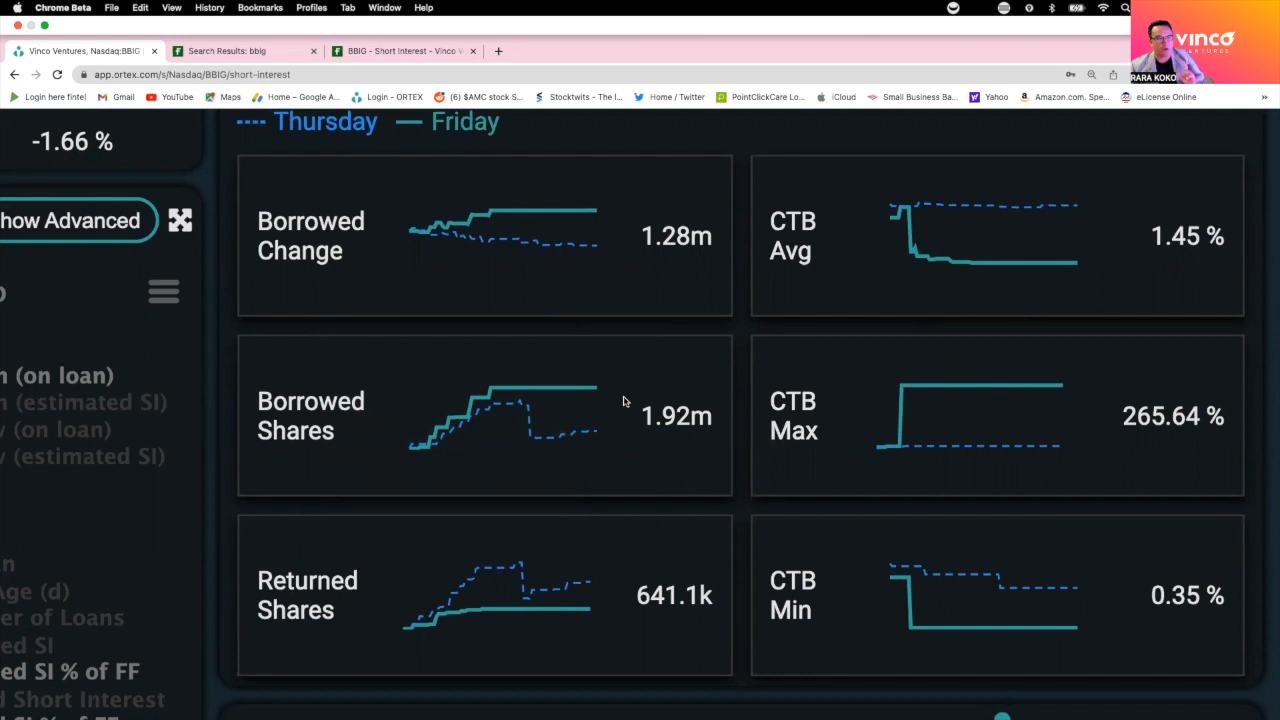 Chrome Beta File Edit View History Bookmarks Profiles Tab Window Help
Vinco Ventures, Nasdaq:BBIG
Search Results: bbig
BBIG - Short Interest - Vinco V
app.ortex.com/s/Nasdaq/BBIG/short-interest
VINCO
VENTURES
RARA KOKO
Login here fintel
Gmail
YouTube
Maps
Home – Google A...
Login - ORTEX
(6) $AMC stock S...
Stocktwits - The l...
Home / Twitter
PointClickCare Lo...
iCloud
Small Business Ba...
Yahoo
Amazon.com. Spe...
eLicense Online
-1.66 %
Thursday
Friday
how Advanced
Borrowed
Change
1.28m
CTB
Avg
1.45 %
Borrowed
Shares
1.92m
CTB
Max
265.64 %
Returned
Shares
641.1k
CTB
Min
0.35 %
n (on loan)
n (estimated SI)
v (on loan)
v (estimated SI)
an
Age (d)
er of Loans
ed SI
ed SI % of FF
d Short Interest